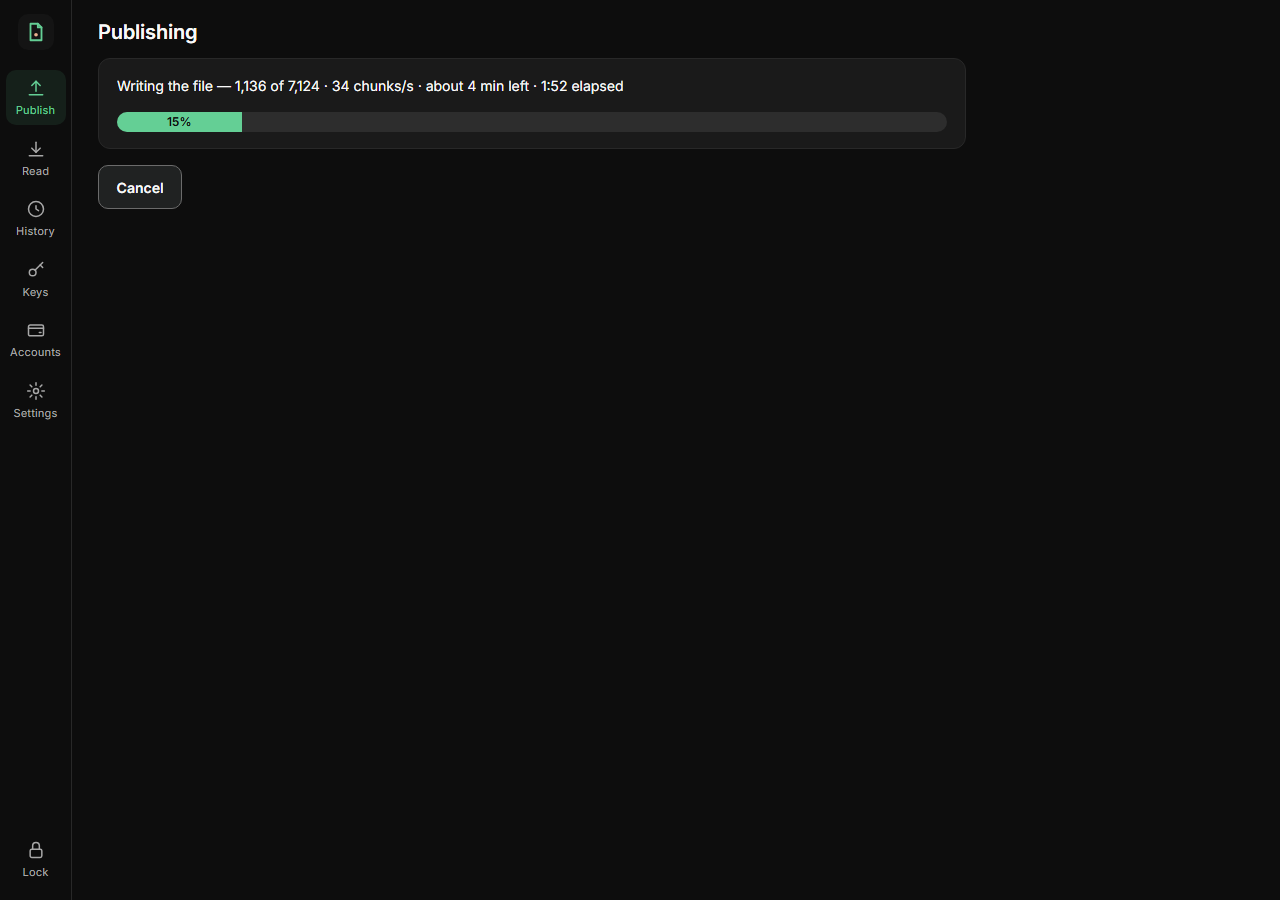 Publishing
Writing the file — 1,136 of 7,124 · 34 chunks/s · about 4 min left · 1:52 elapsed
15%
Cancel
Publish
Read
History
Keys
Accounts
Settings
Lock